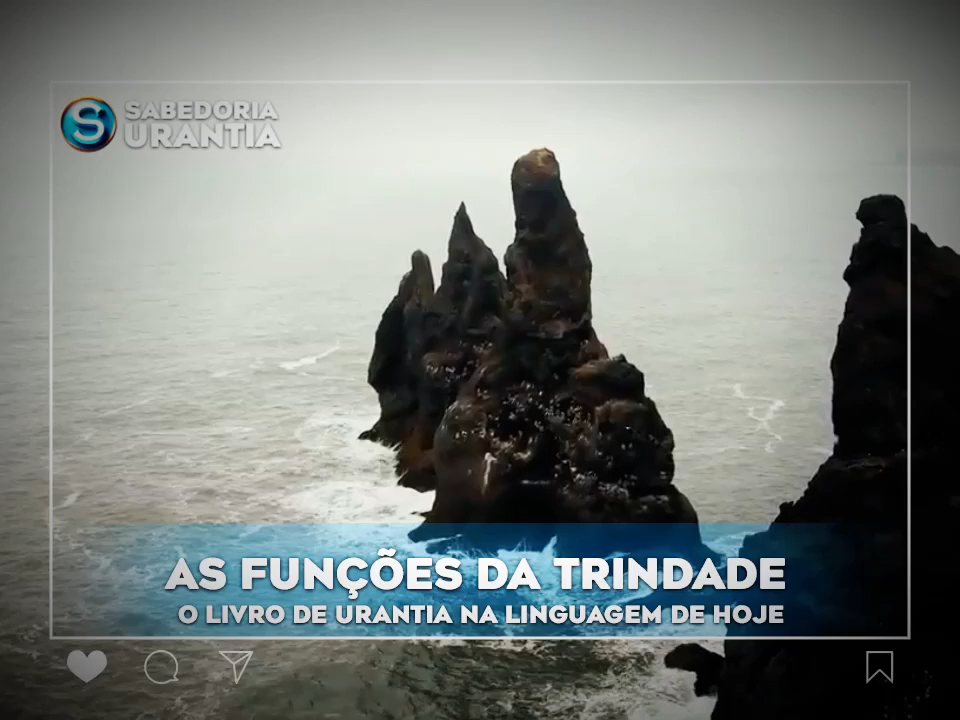 SABEDORIA
URANTIA
AS FUNÇÕES DA TRINDADE
O LIVRO DE URANTIA NA LINGUAGEM DE HOJE